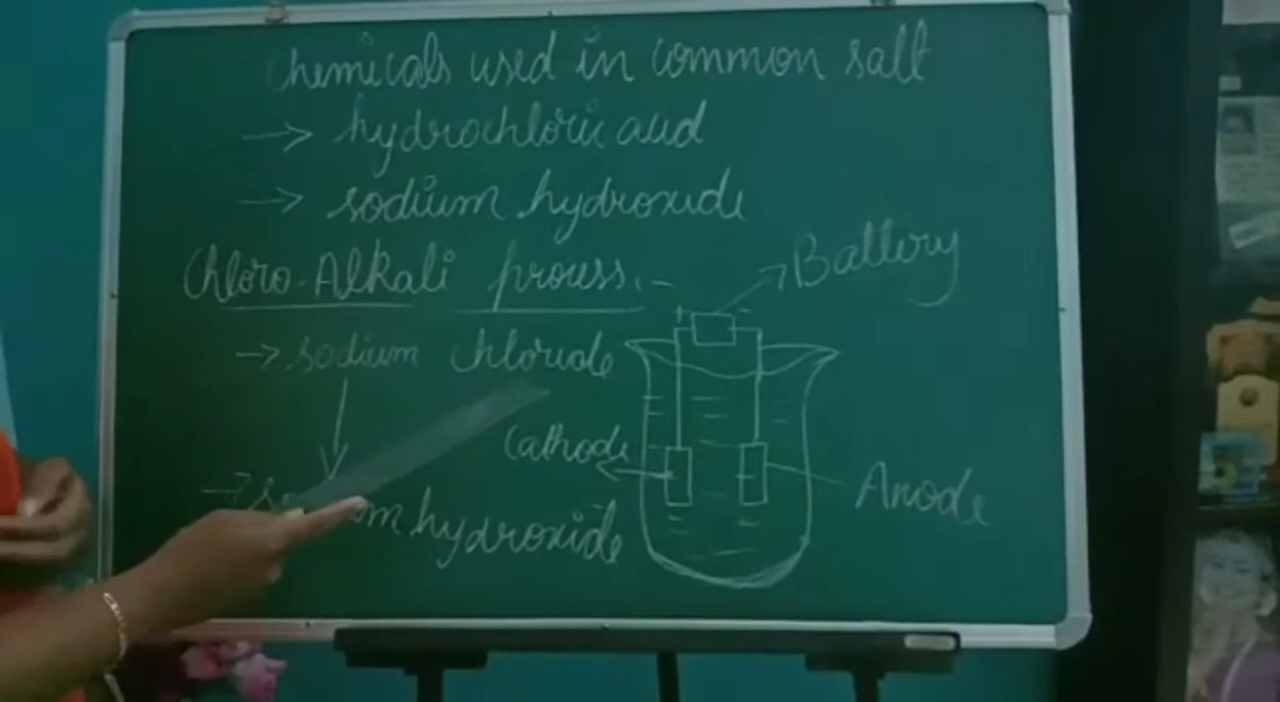 Chemicals used in common salt
→ hydrochloric acid
→ sodium hydroxide
Chloro-Alkali process :-
→ Battery
+ -
→ sodium chloride
Cathode
Anode
→ hydroxide